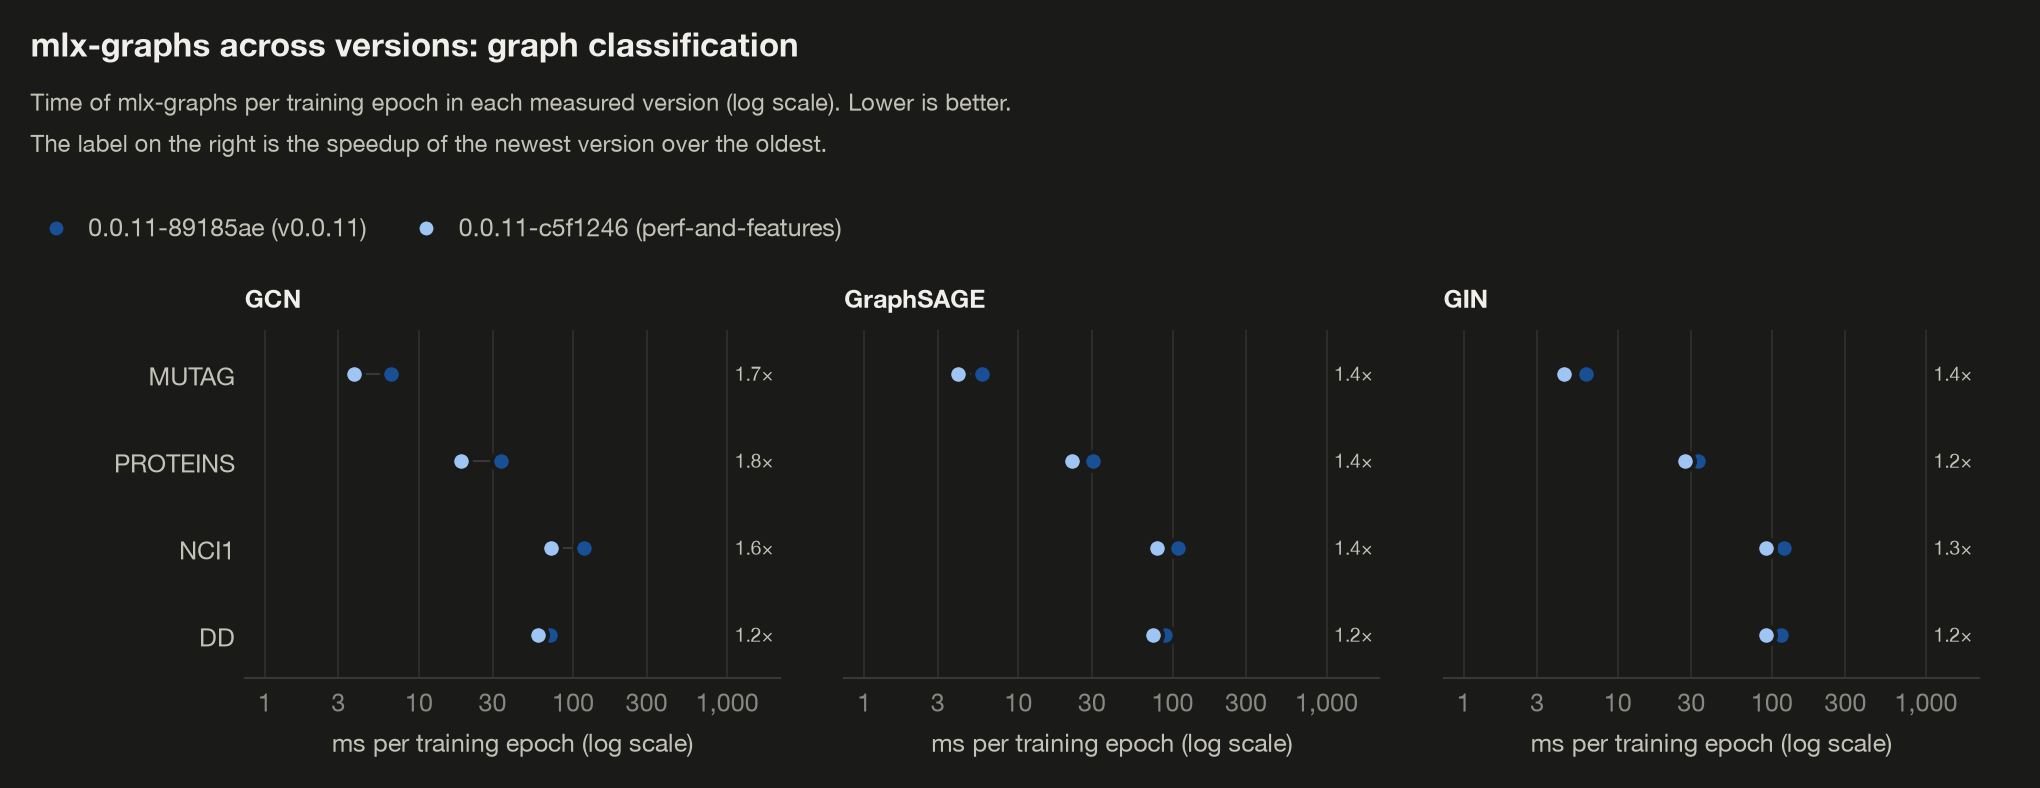 mlx-graphs across versions: graph classification
Time of mlx-graphs per training epoch in each measured version (log scale). Lower is better.
The label on the right is the speedup of the newest version over the oldest.
0.0.11-89185ae (v0.0.11) 0.0.11-c5f1246 (perf-and-features)
GCN GraphSAGE GIN
MUTAG 1.7× 1.4× 1.4×
PROTEINS 1.8× 1.4× 1.2×
NCI1 1.6× 1.4× 1.3×
DD 1.2× 1.2× 1.2×
1 3 10 30 100 300 1,000 1 3 10 30 100 300 1,000 1 3 10 30 100 300 1,000
ms per training epoch (log scale) ms per training epoch (log scale) ms per training epoch (log scale)